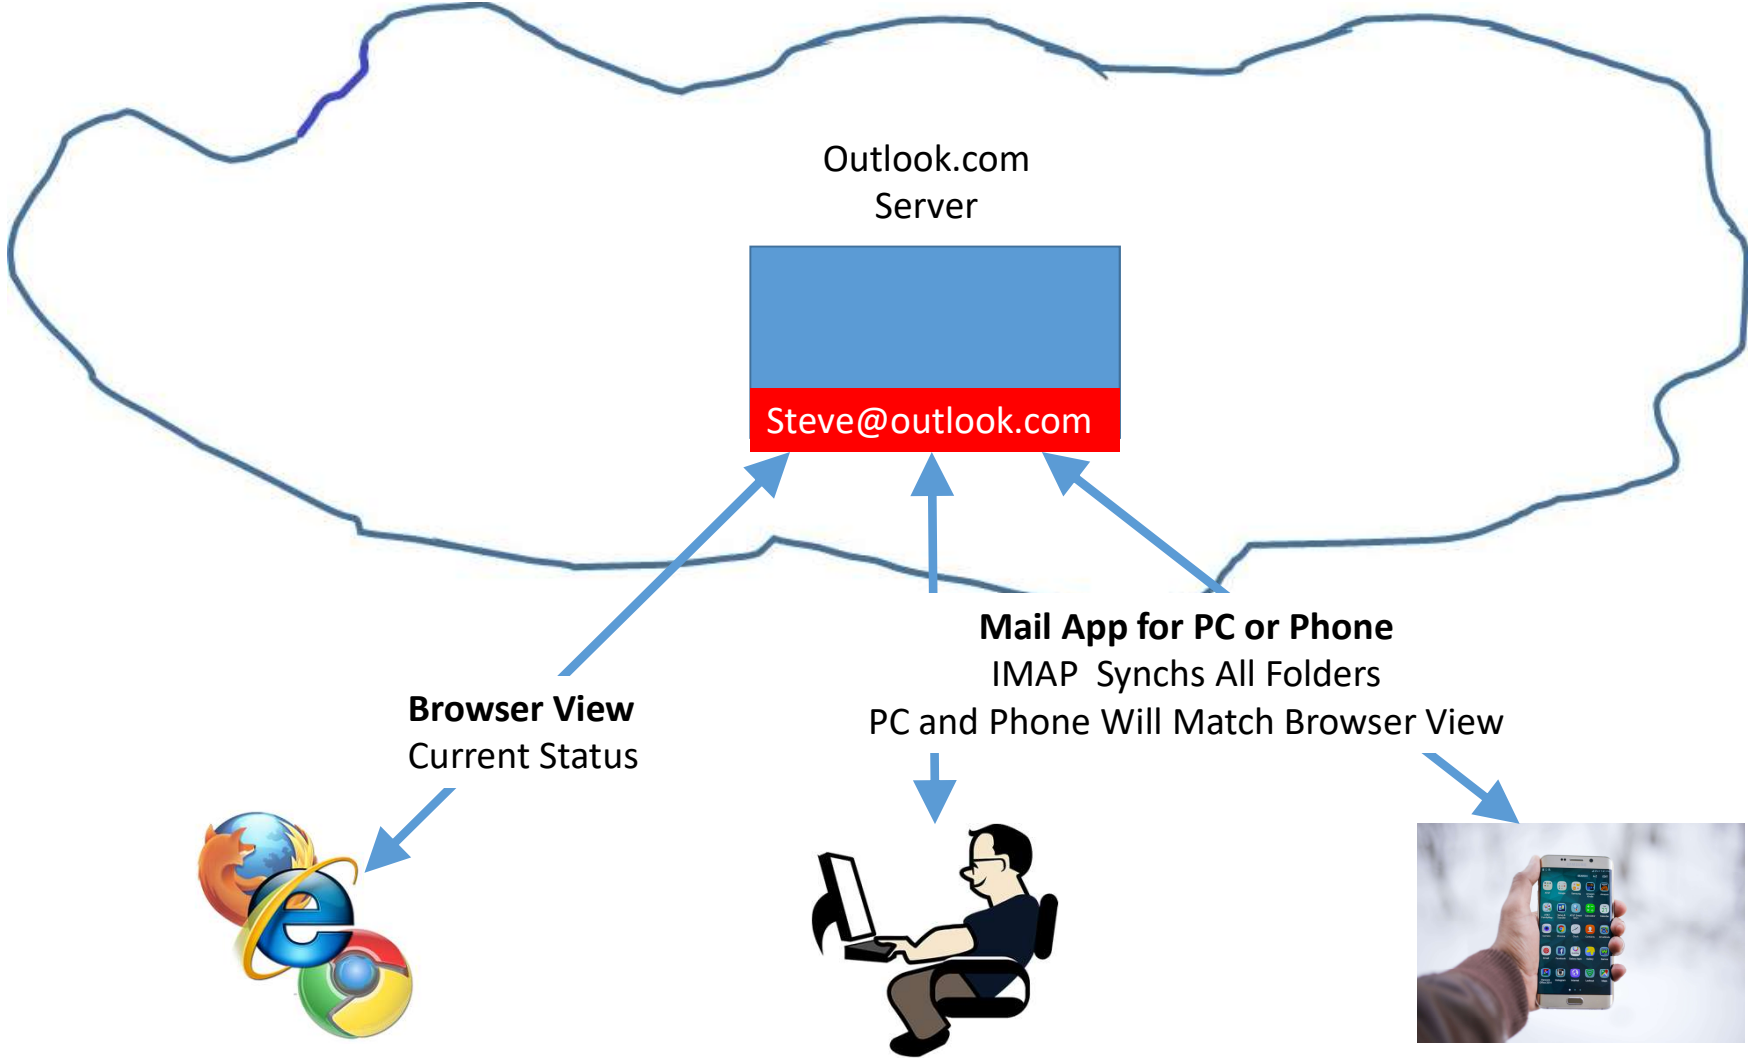 Outlook.com
Server
Steve@outlook.com
Browser View
Current Status
Mail App for PC or Phone
IMAP  Synchs All Folders
PC and Phone Will Match Browser View